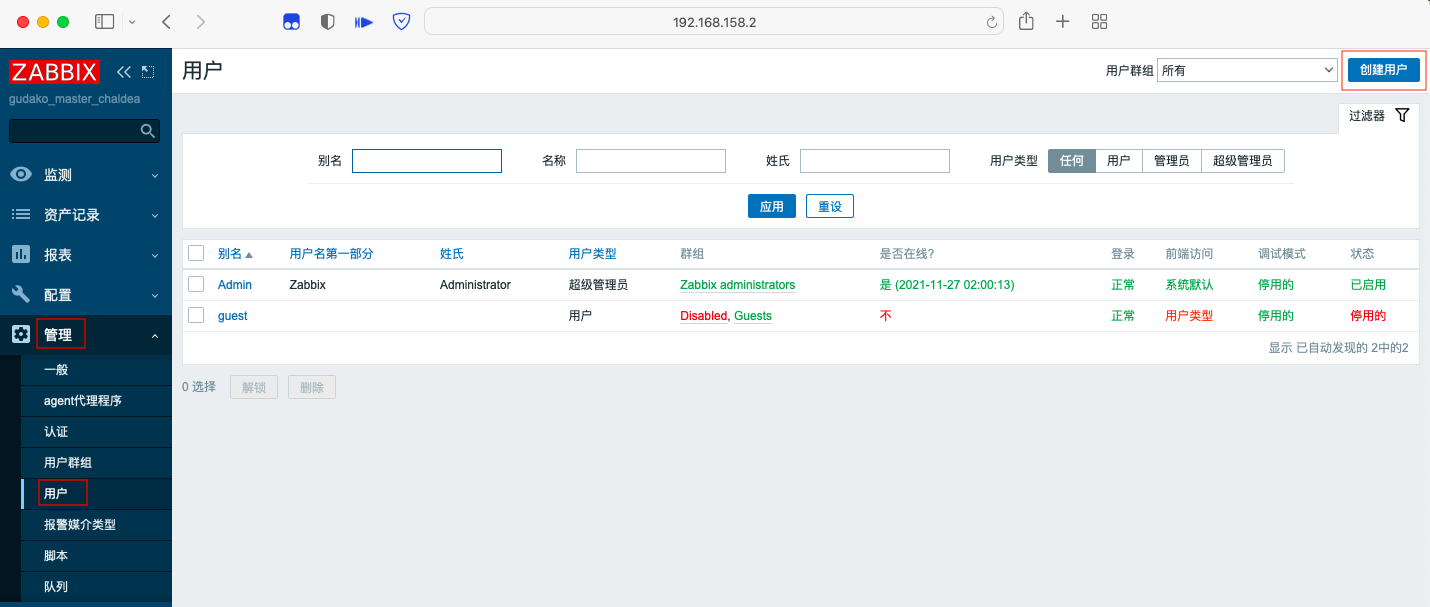 192.168.158.2
ZABBIX
gudako_master_chaldea
监测
资产记录
报表
配置
管理
一般
agent代理程序
认证
用户群组
用户
报警媒介类型
脚本
队列
用户
用户群组 所有 创建用户
过滤器
别名 名称 姓氏 用户类型 任何 用户 管理员 超级管理员
应用 重设
别名 用户名第一部分 姓氏 用户类型 群组 是否在线? 登录 前端访问 调试模式 状态
Admin Zabbix Administrator 超级管理员 Zabbix administrators 是 (2021-11-27 02:00:13) 正常 系统默认 停用的 已启用
guest 用户 Disabled, Guests 不 正常 用户类型 停用的 停用的
显示 已自动发现的 2中的2
0 选择 解锁 删除